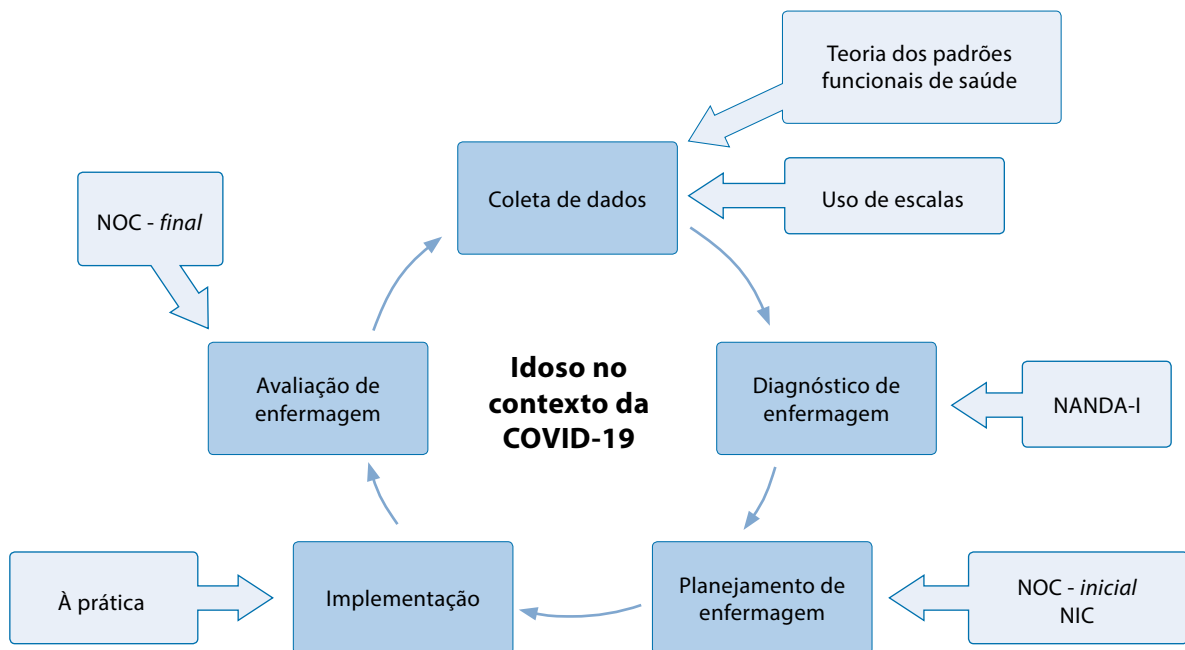 Teoria dos padrões
funcionais de saúde
Coleta de dados
Uso de escalas
NOC - final
Avaliação de
enfermagem
Idoso no
contexto da
COVID-19
Diagnóstico de
enfermagem
NANDA-I
À prática
Implementação
Planejamento de
enfermagem
NOC - inicial
NIC